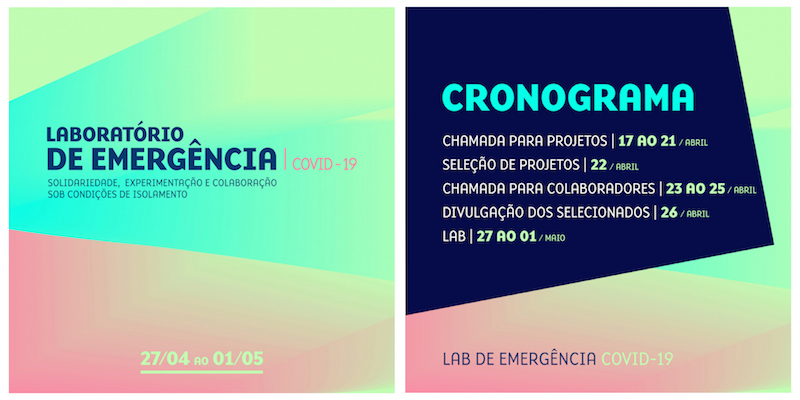 LABORATÓRIO
DE EMERGÊNCIA | COVID-19
SOLIDARIEDADE, EXPERIMENTAÇÃO E COLABORAÇÃO
SOB CONDIÇÕES DE ISOLAMENTO
27/04 AO 01/05
CRONOGRAMA
CHAMADA PARA PROJETOS | 17 AO 21 / ABRIL
SELEÇÃO DE PROJETOS | 22 / ABRIL
CHAMADA PARA COLABORADORES | 23 AO 25 / ABRIL
DIVULGAÇÃO DOS SELECIONADOS | 26 / ABRIL
LAB | 27 AO 01 / MAIO
LAB DE EMERGÊNCIA COVID-19